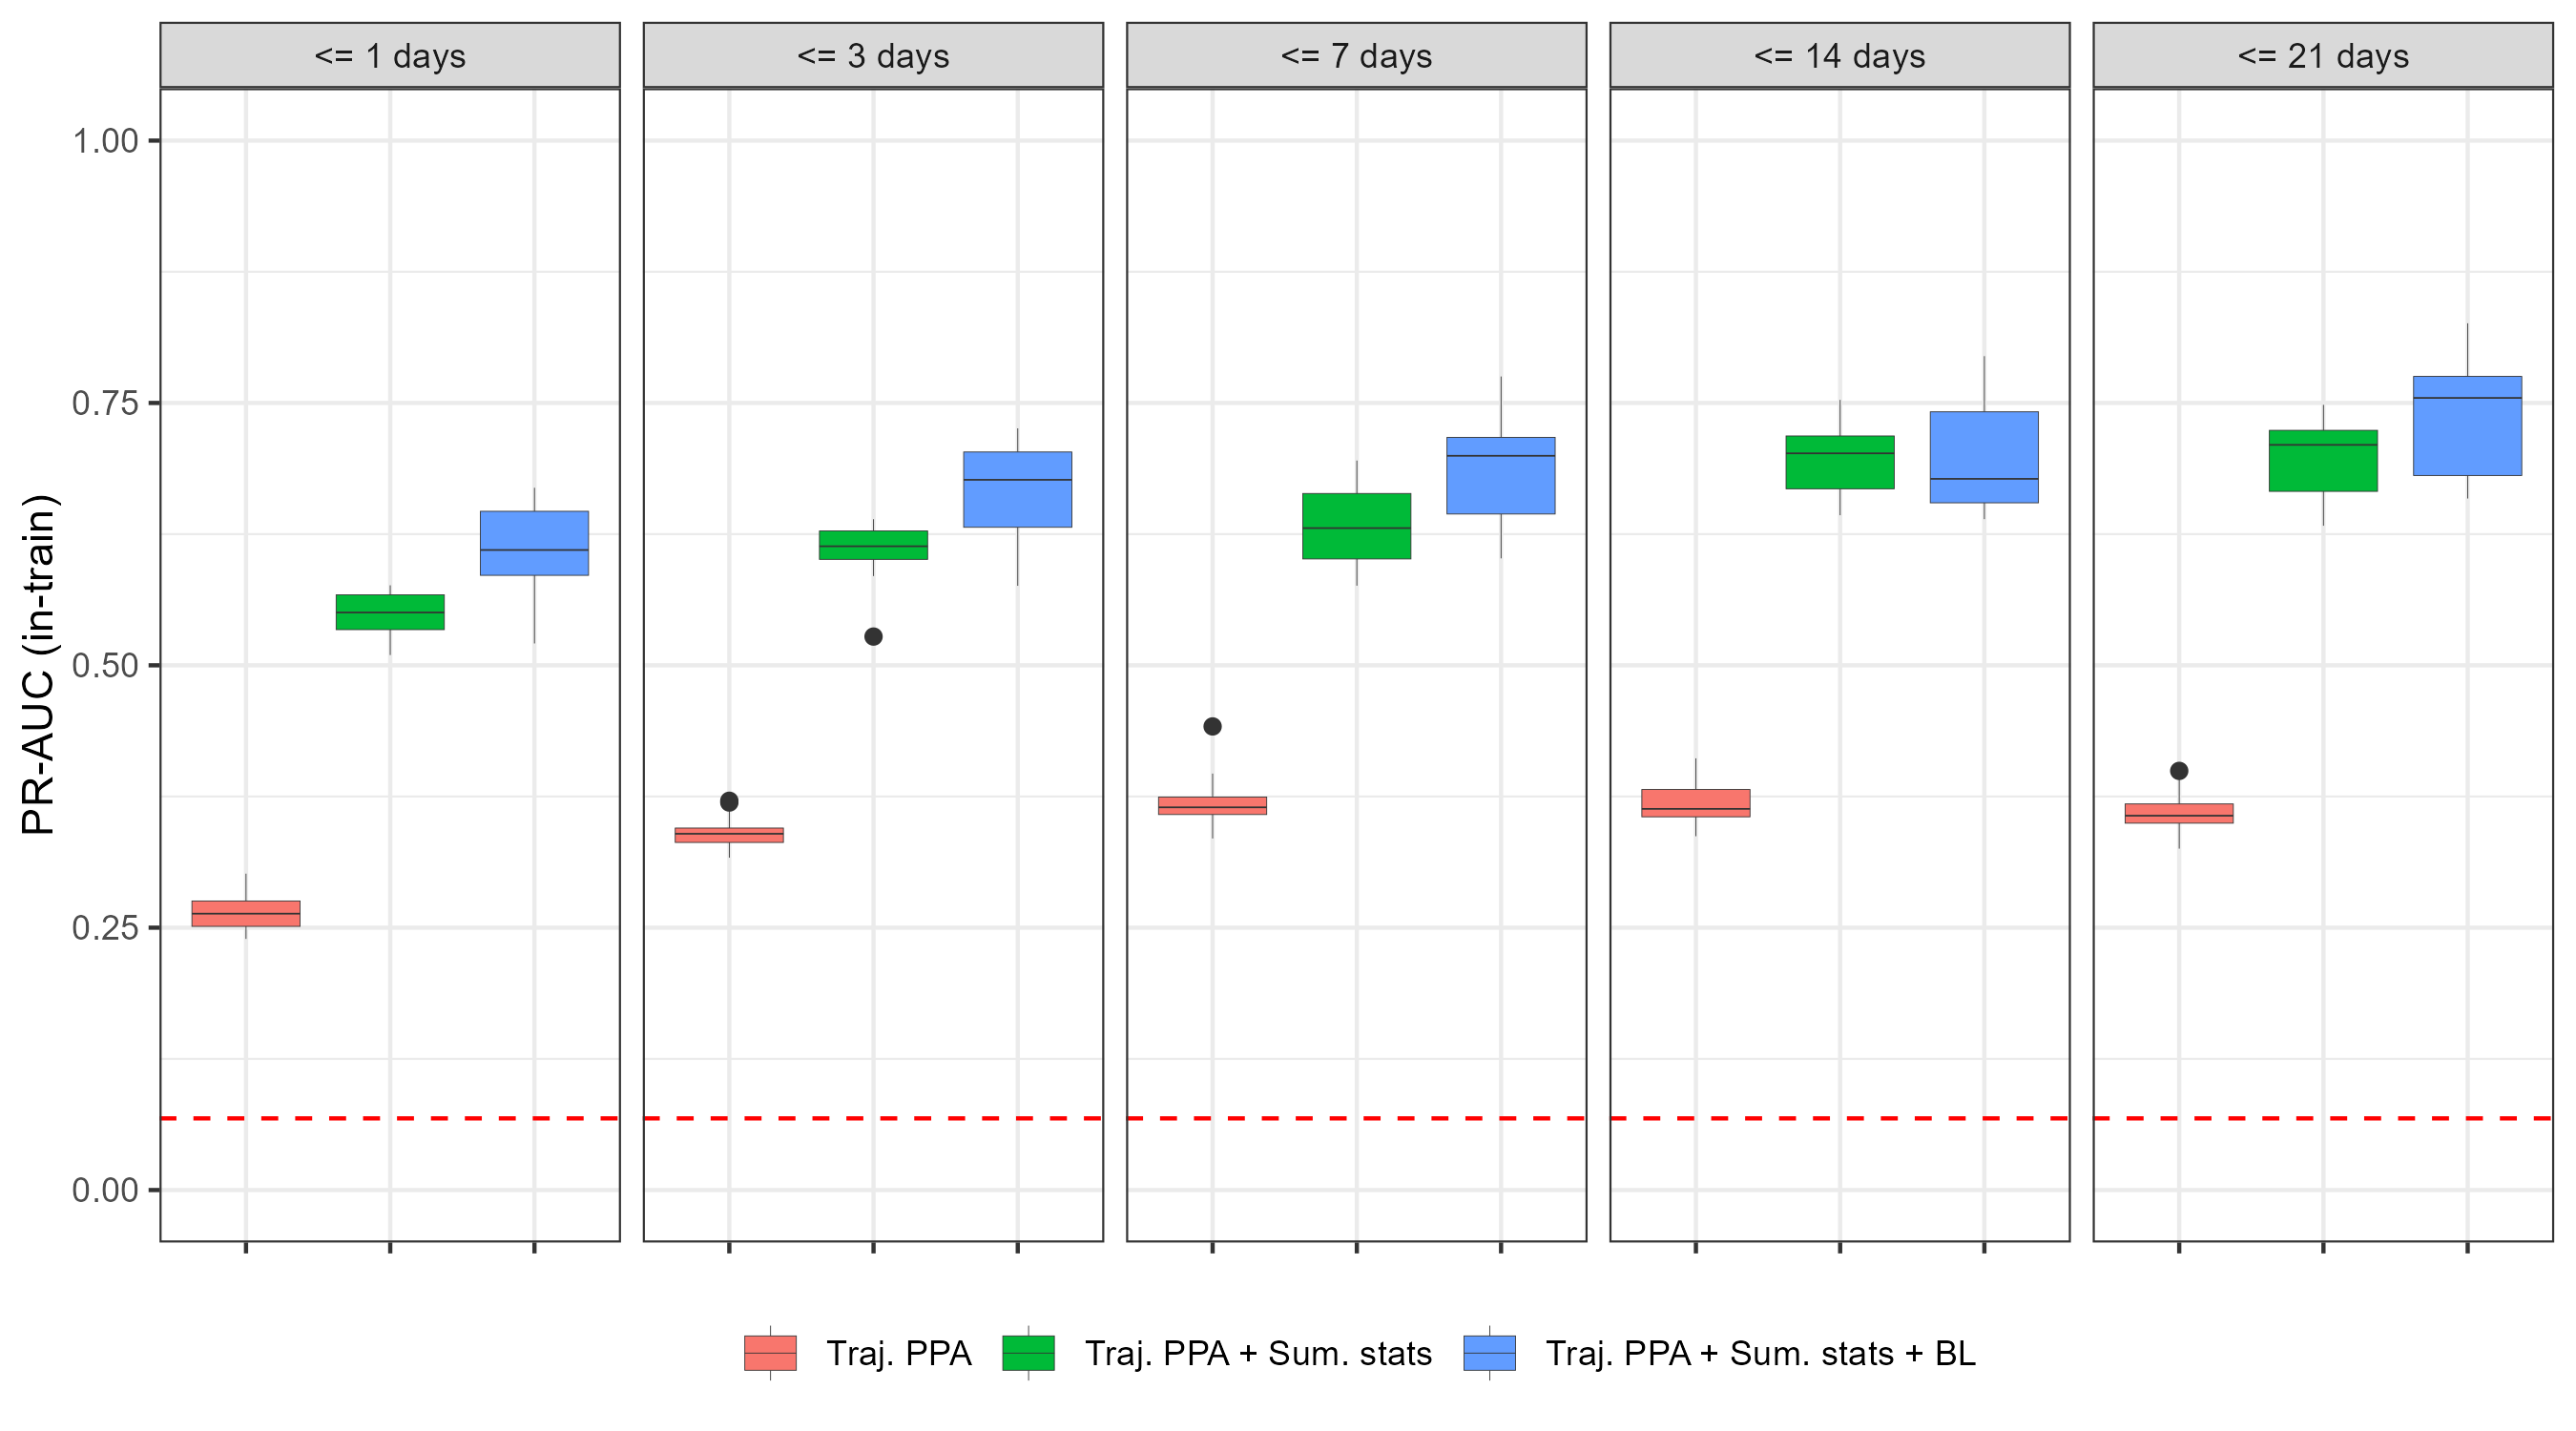 <= 1 days
<= 3 days
<= 7 days
<= 14 days
<= 21 days
1.00
0.75
0.50
0.25
0.00
PR-AUC (in-train)
Traj. PPA
Traj. PPA + Sum. stats
Traj. PPA + Sum. stats + BL